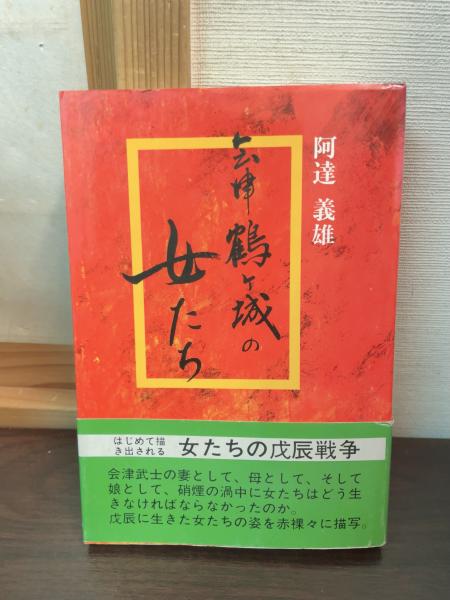 阿達 義雄
会津鶴ヶ城の
女たち
はじめて描
き出される
女たちの戊辰戦争
会津武士の妻として、母として、そして
娘として、硝煙の渦中に女たちはどう生
きなければならなかったのか。
戊辰に生きた女たちの姿を赤裸々に描写。